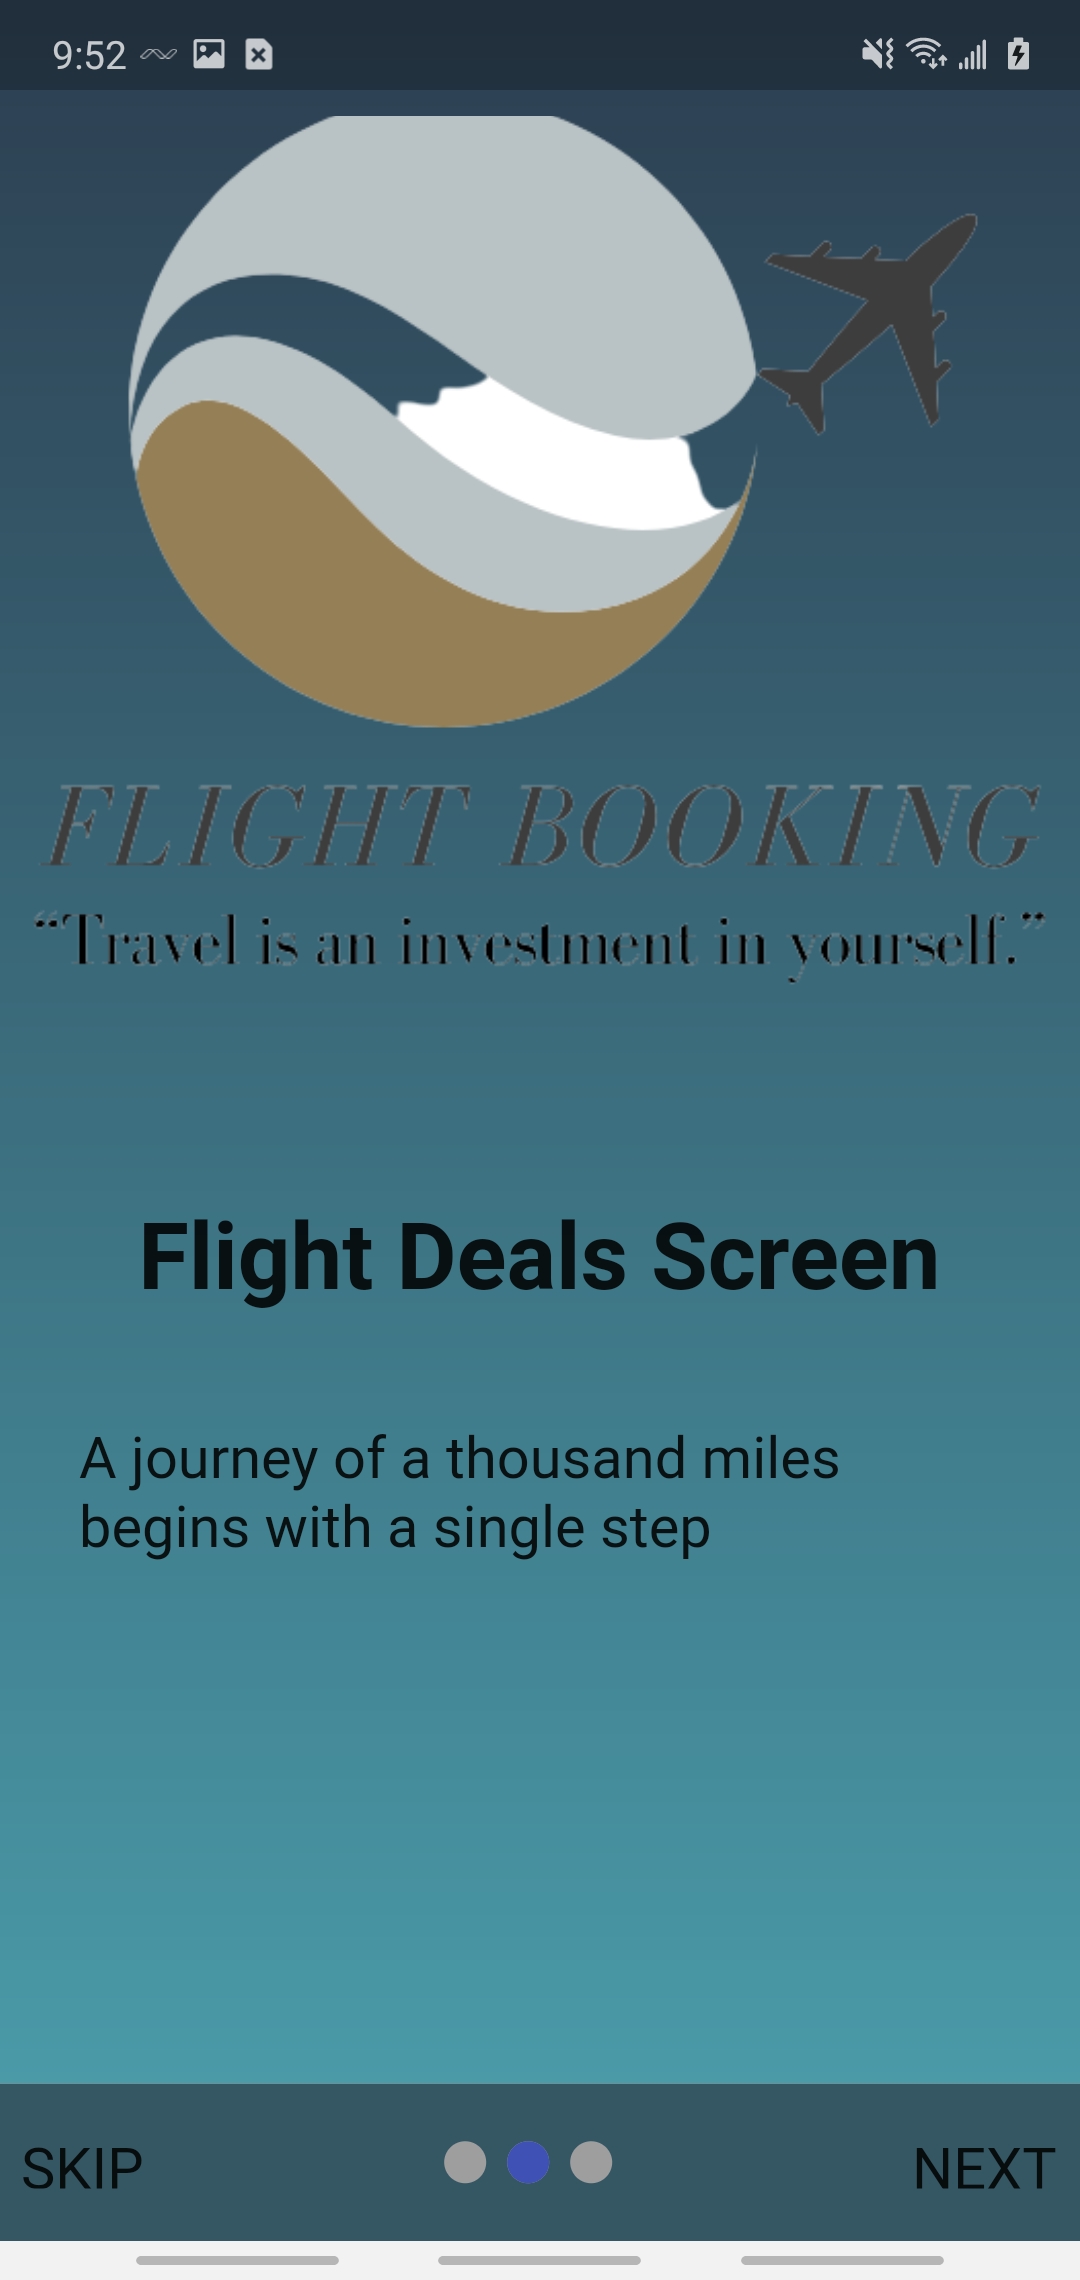 9:52
FLIGHT BOOKING
“Travel is an investment in yourself.”
Flight Deals Screen
A journey of a thousand miles
begins with a single step
SKIP
NEXT